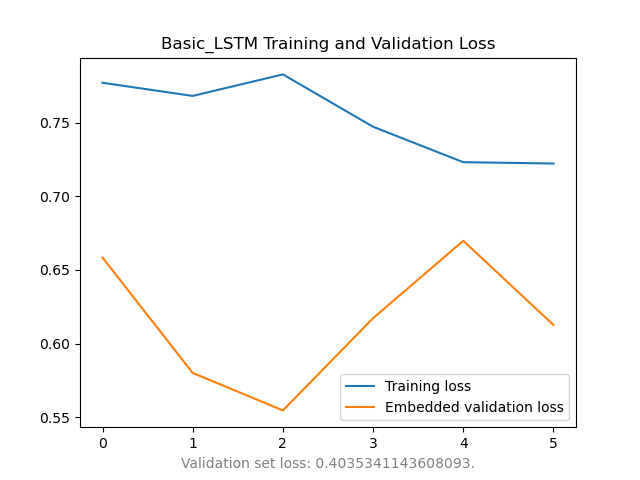 Basic_LSTM Training and Validation Loss
0.75
0.70
0.65
0.60
0.55
Training loss
Embedded validation loss
0 1 2 3 4 5
Validation set loss: 0.4035341143608093.